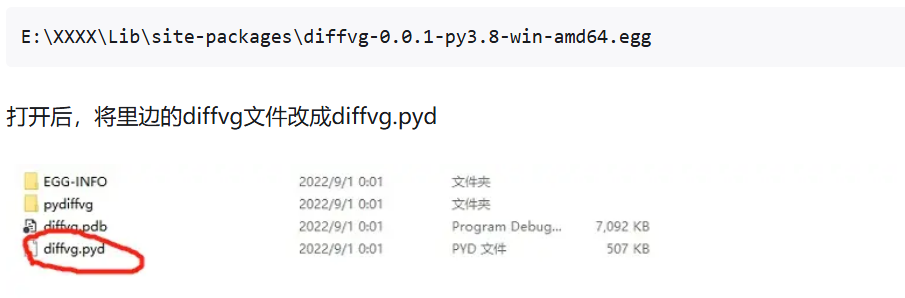 E:\XXXX\Lib\site-packages\diffvg-0.0.1-py3.8-win-amd64.egg
打开后，将里边的diffvg文件改成diffvg.pyd
EGG-INFO 2022/9/1 0:01 文件夹
pydiffvg 2022/9/1 0:01 文件夹
diffvg.pdb 2022/9/1 0:01 Program Debug... 7,092 KB
diffvg.pyd 2022/9/1 0:01 PYD 文件 507 KB